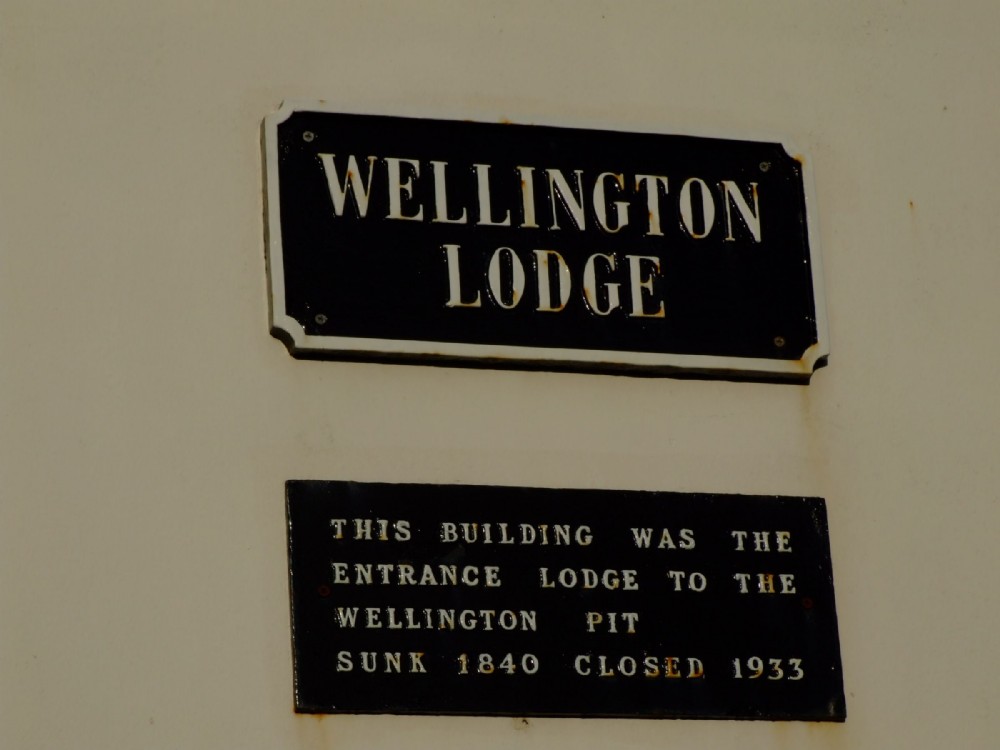 WELLINGTON
LODGE
THIS BUILDING WAS THE
ENTRANCE LODGE TO THE
WELLINGTON PIT
SUNK 1840 CLOSED 1933